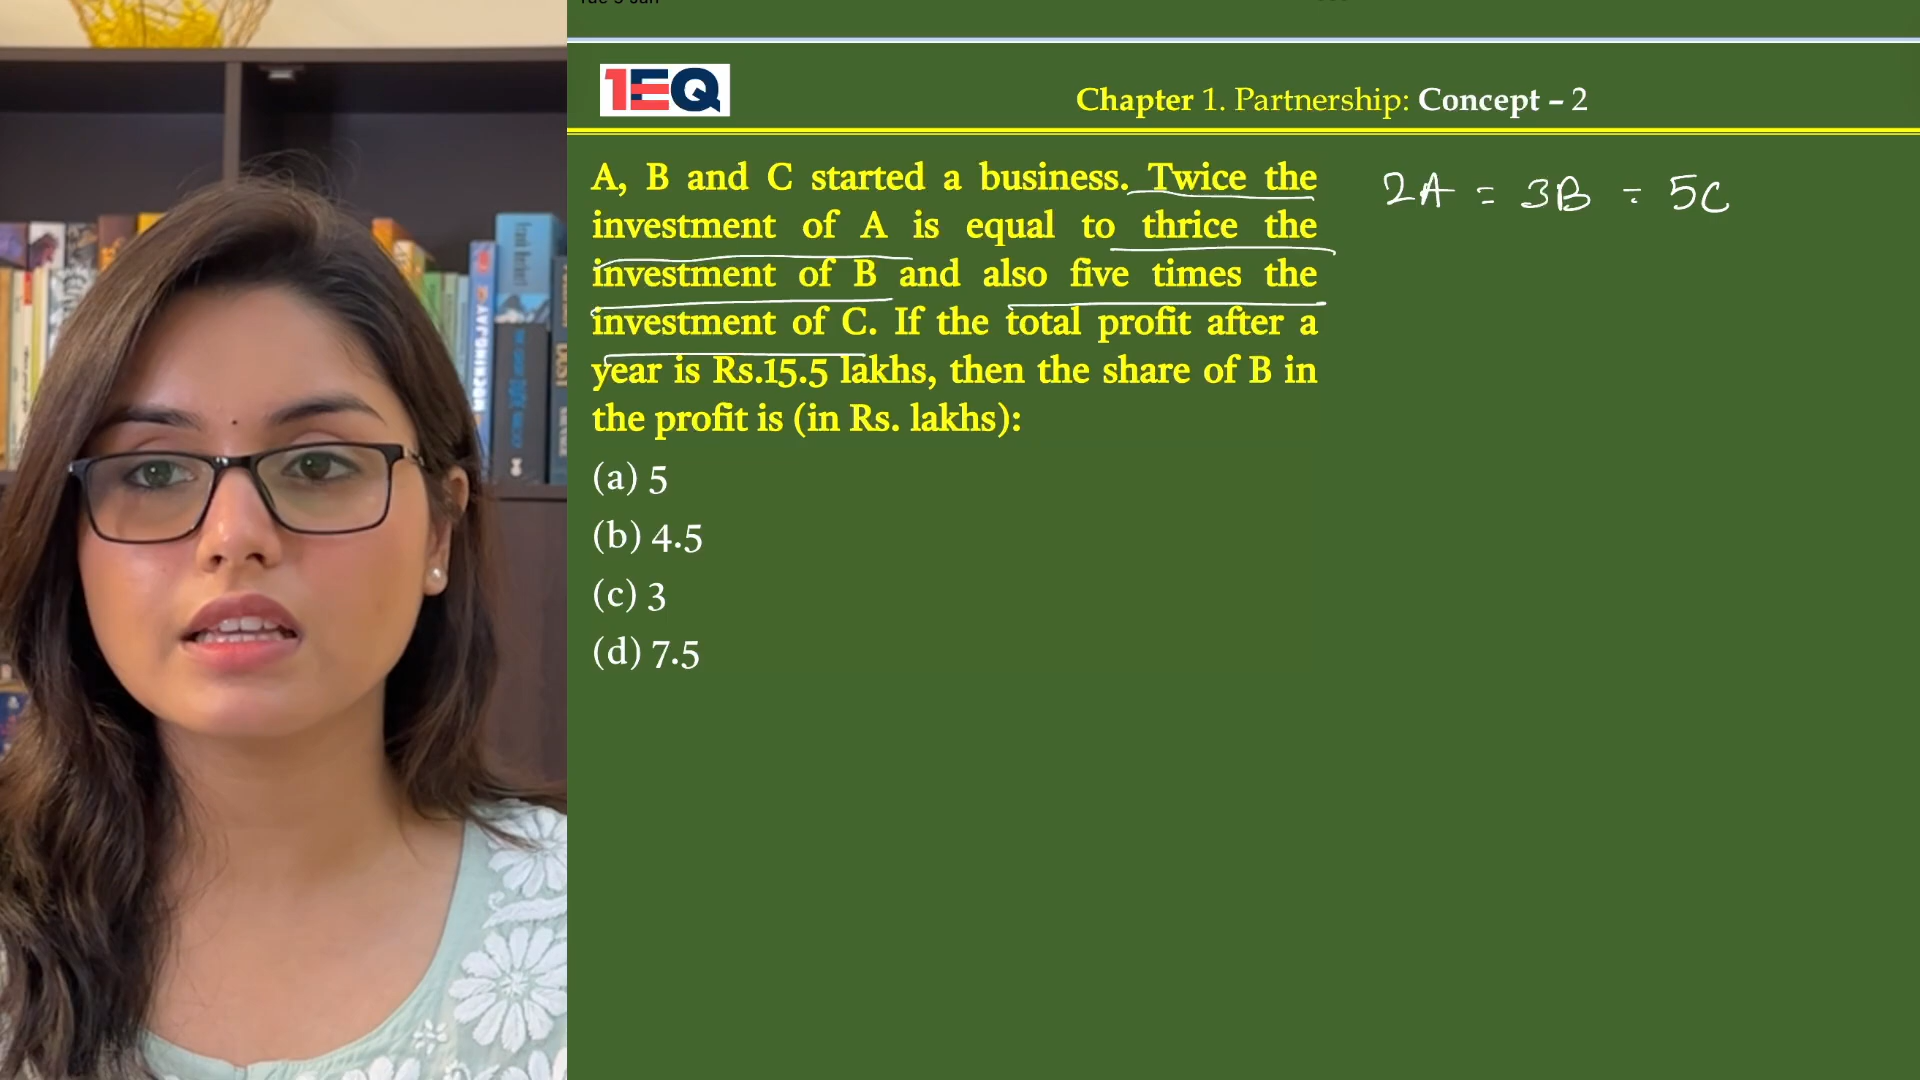 1EQ
Chapter 1. Partnership: Concept – 2
A, B and C started a business. Twice the
investment of A is equal to thrice the
investment of B and also five times the
investment of C. If the total profit after a
year is Rs.15.5 lakhs, then the share of B in
the profit is (in Rs. lakhs):
(a) 5
(b) 4.5
(c) 3
(d) 7.5
2A = 3B = 5C
MOCKINGJAY